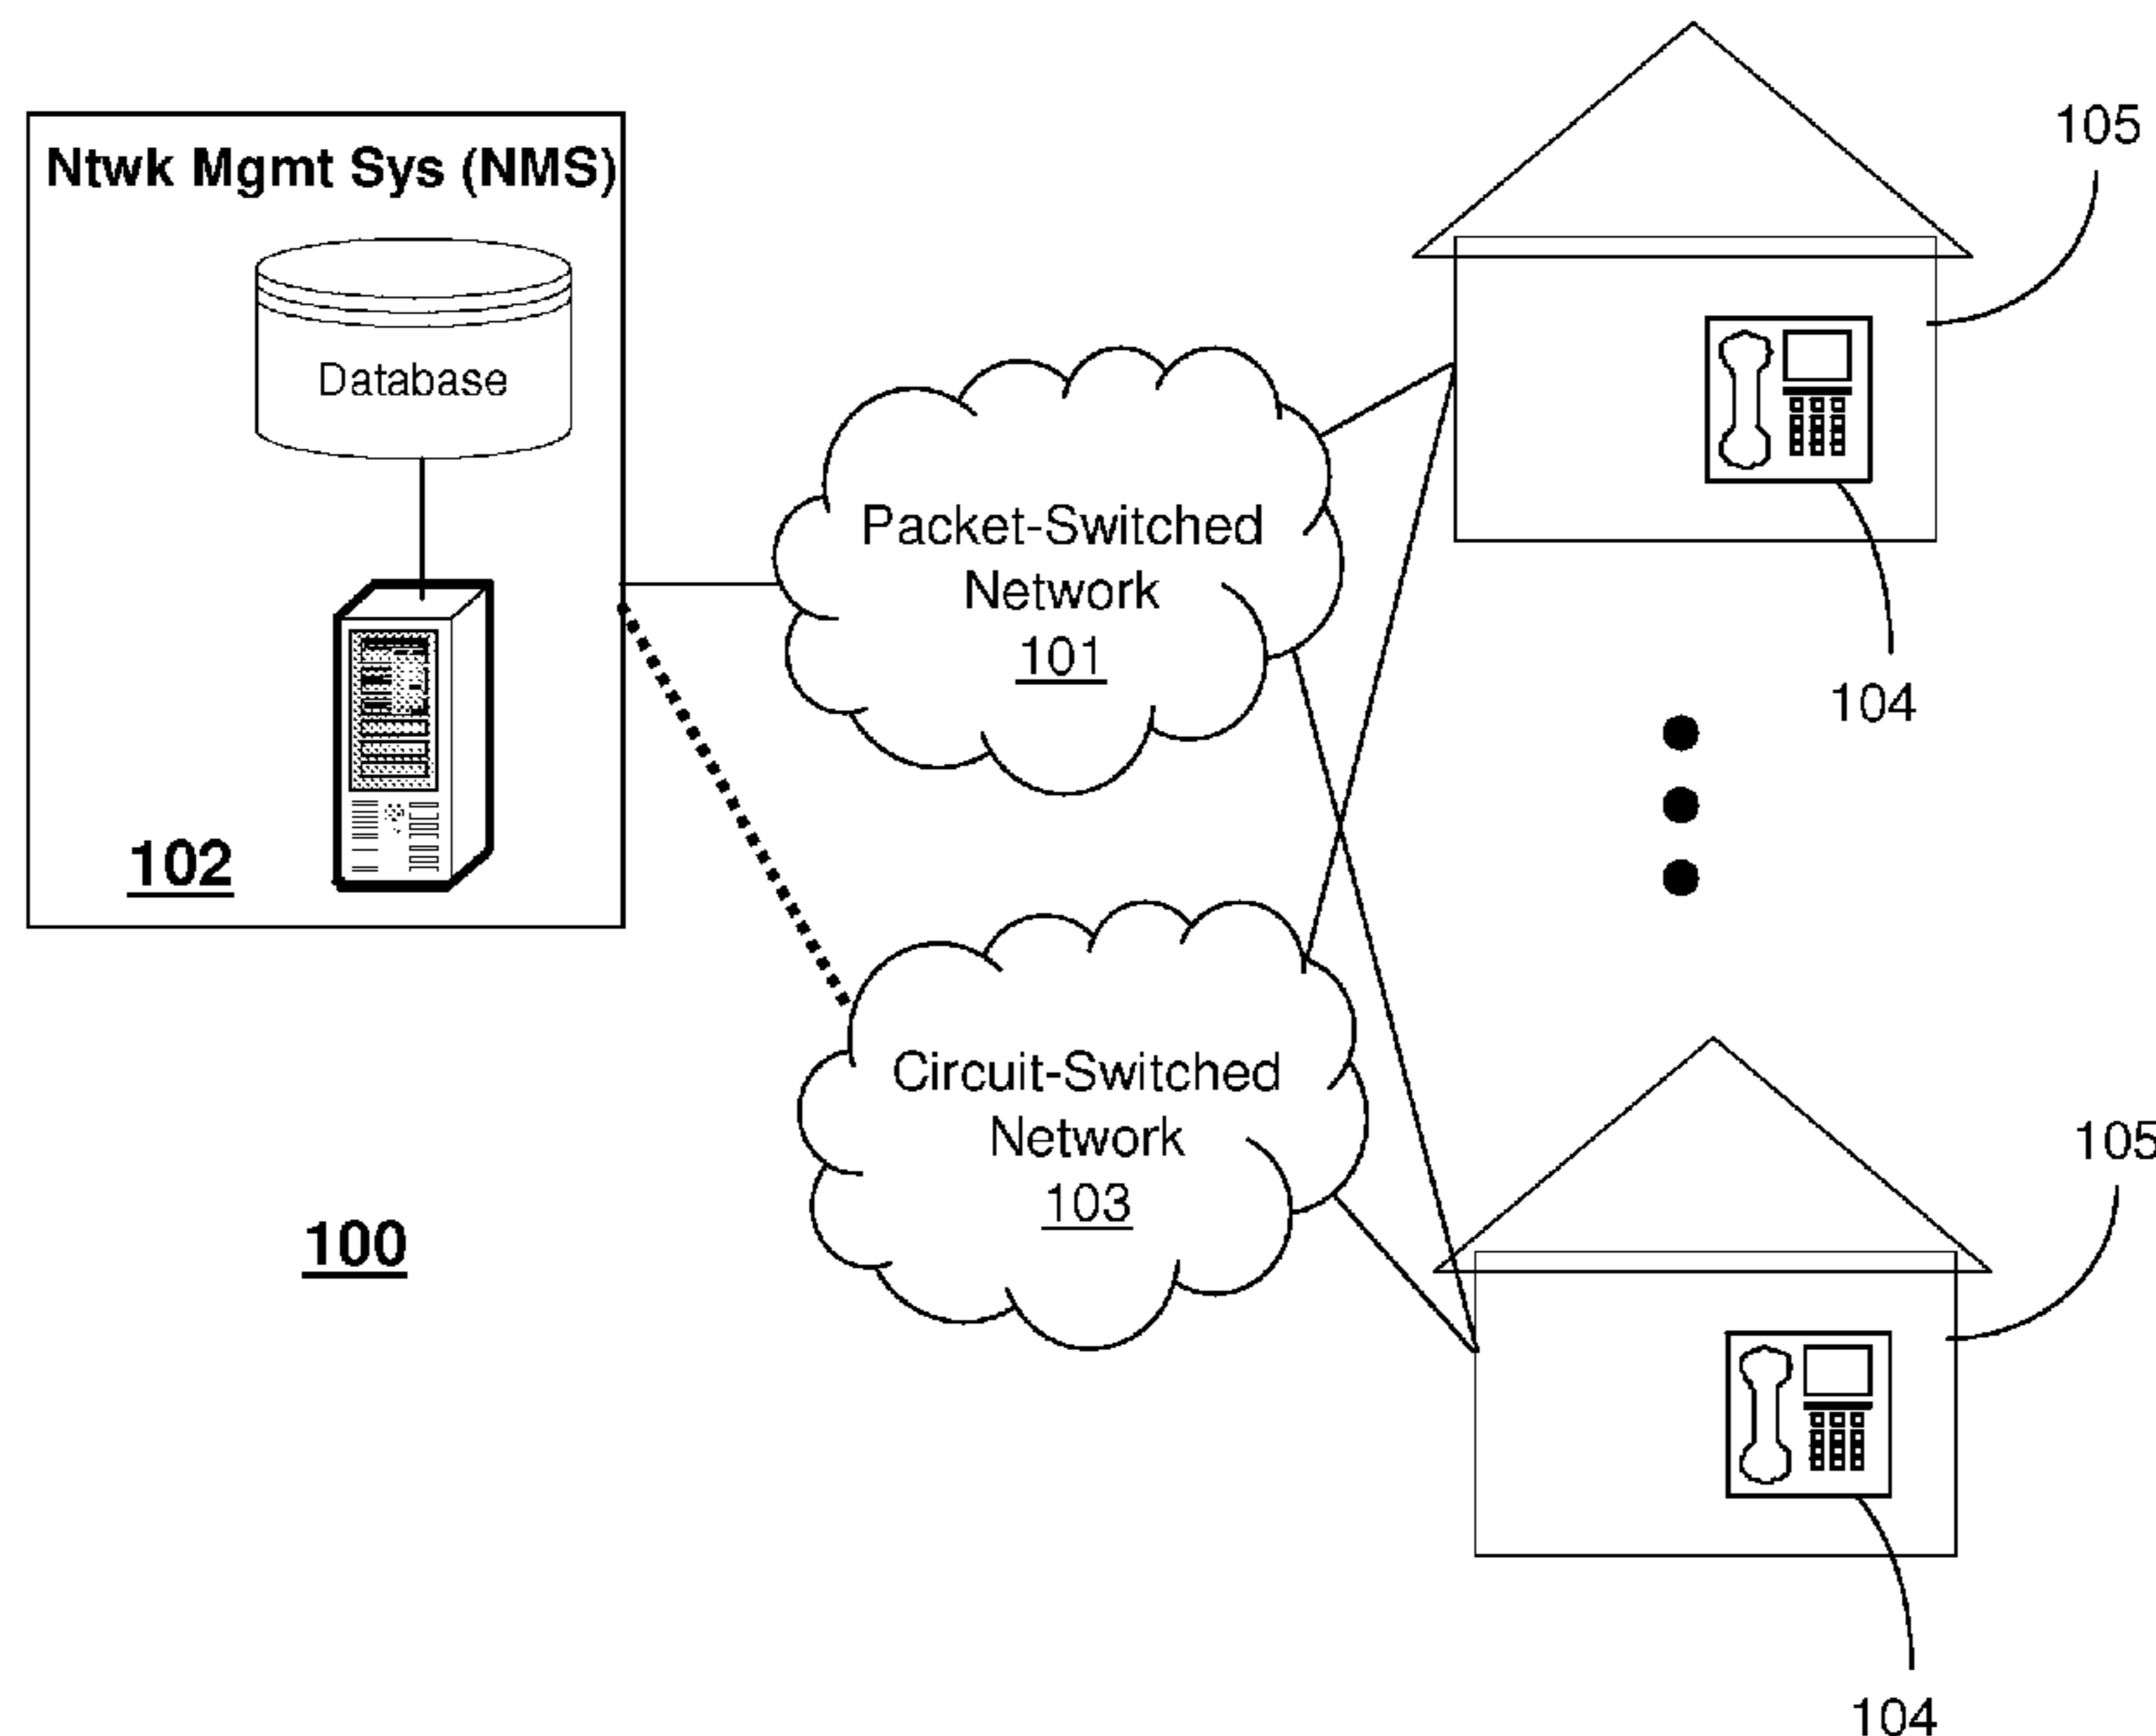 Ntwk Mgmt Sys (NMS)
Database
102
100
Packet-Switched
Network
101
Circuit-Switched
Network
103
105
104
105
104